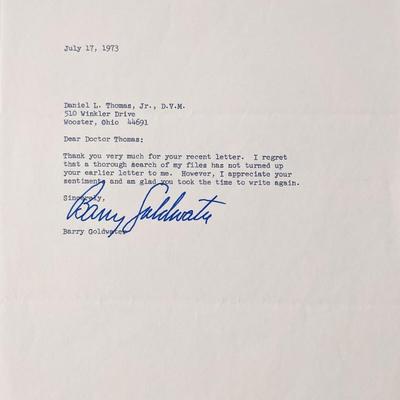 July 17, 1973
Daniel L. Thomas, Jr., D.V.M.
510 Winkler Drive
Wooster, Ohio 44691
Dear Doctor Thomas:
Thank you very much for your recent letter. I regret
that a thorough search of my files has not turned up
your earlier letter to me. However, I appreciate your
sentiments and am glad you took the time to write again.
Sincerely,
Barry Goldwater
Barry Goldwater